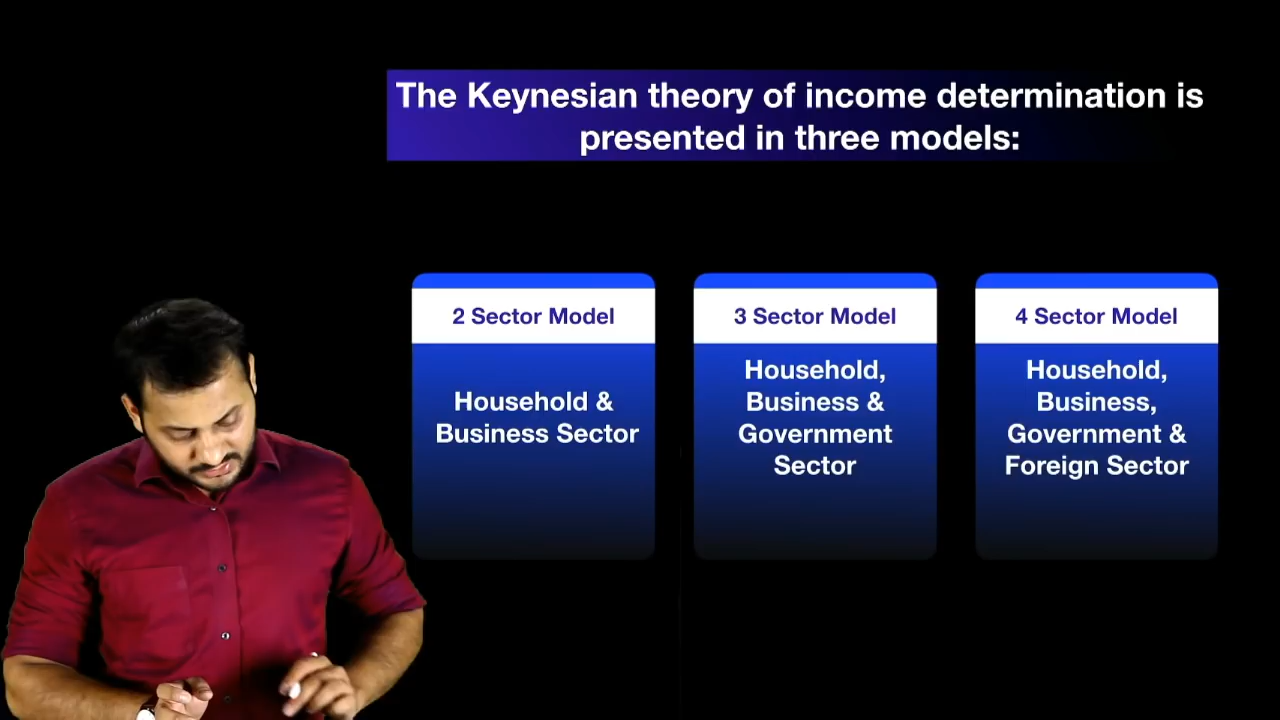 The Keynesian theory of income determination is
presented in three models:
2 Sector Model
Household &
Business Sector
3 Sector Model
Household,
Business &
Government
Sector
4 Sector Model
Household,
Business,
Government &
Foreign Sector